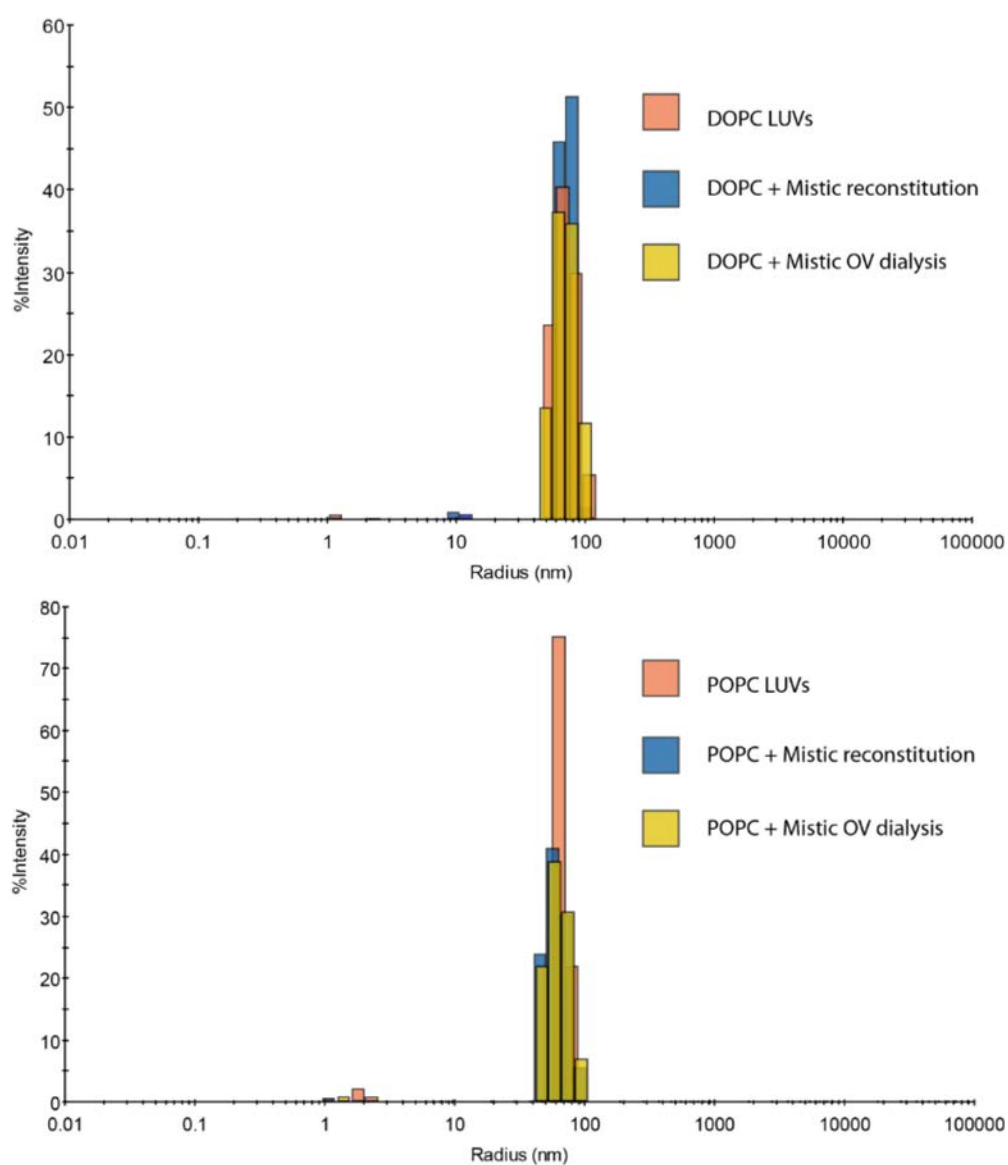 60
50
40
30
20
10
0
%Intensity
0.01 0.1 1 10 100 1000 10000 100000
Radius (nm)
DOPC LUVs
DOPC + Mistic reconstitution
DOPC + Mistic OV dialysis
80
70
60
50
40
30
20
10
0
%Intensity
0.01 0.1 1 10 100 1000 10000 100000
Radius (nm)
POPC LUVs
POPC + Mistic reconstitution
POPC + Mistic OV dialysis